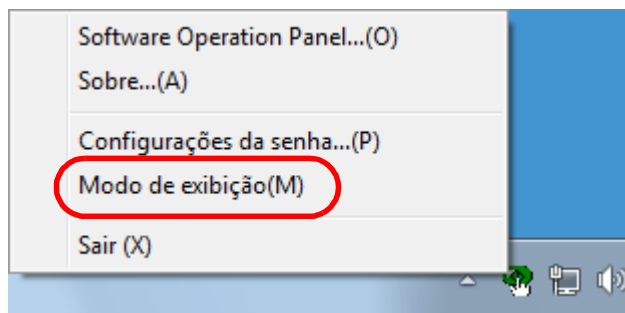 Software Operation Panel...(O)
Sobre...(A)
Configurações da senha...(P)
Modo de exibição(M)
Sair (X)